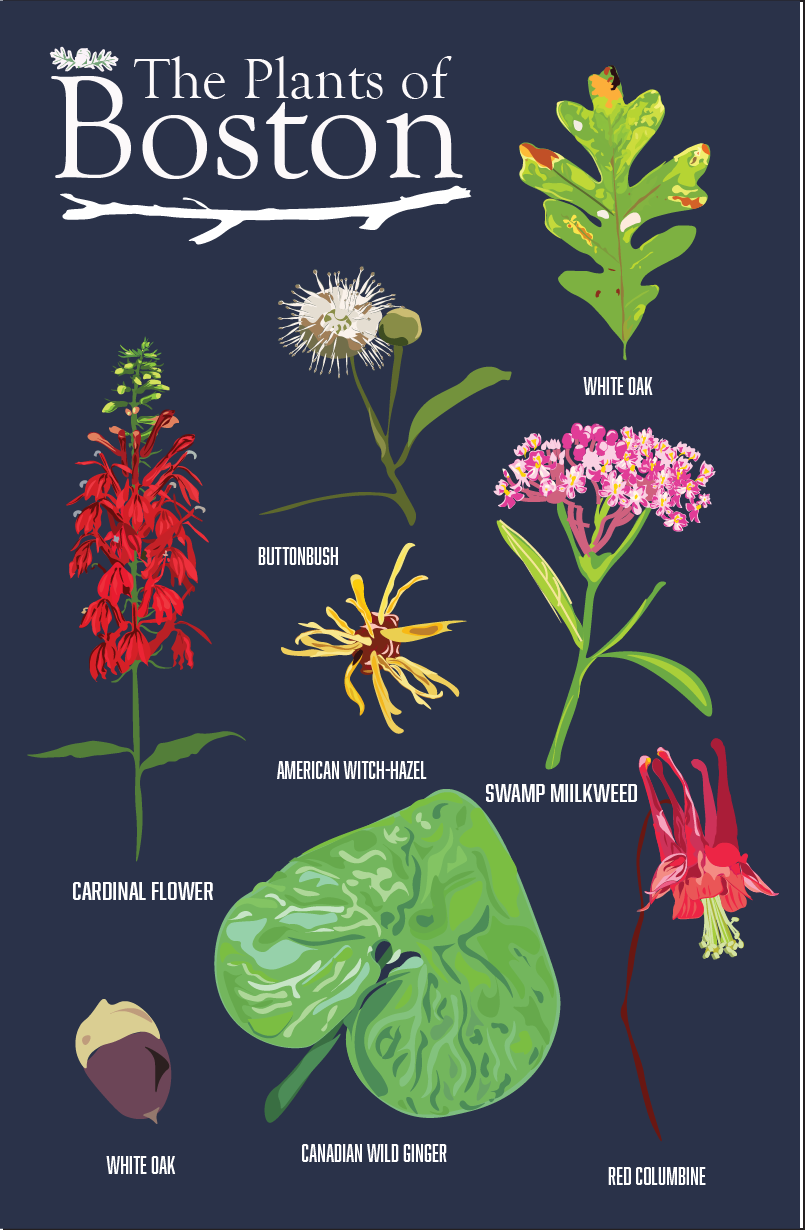 The Plants of
Boston
WHITE OAK
BUTTONBUSH
AMERICAN WITCH-HAZEL
SWAMP MIILKWEED
CARDINAL FLOWER
CANADIAN WILD GINGER
WHITE OAK
RED COLUMBINE